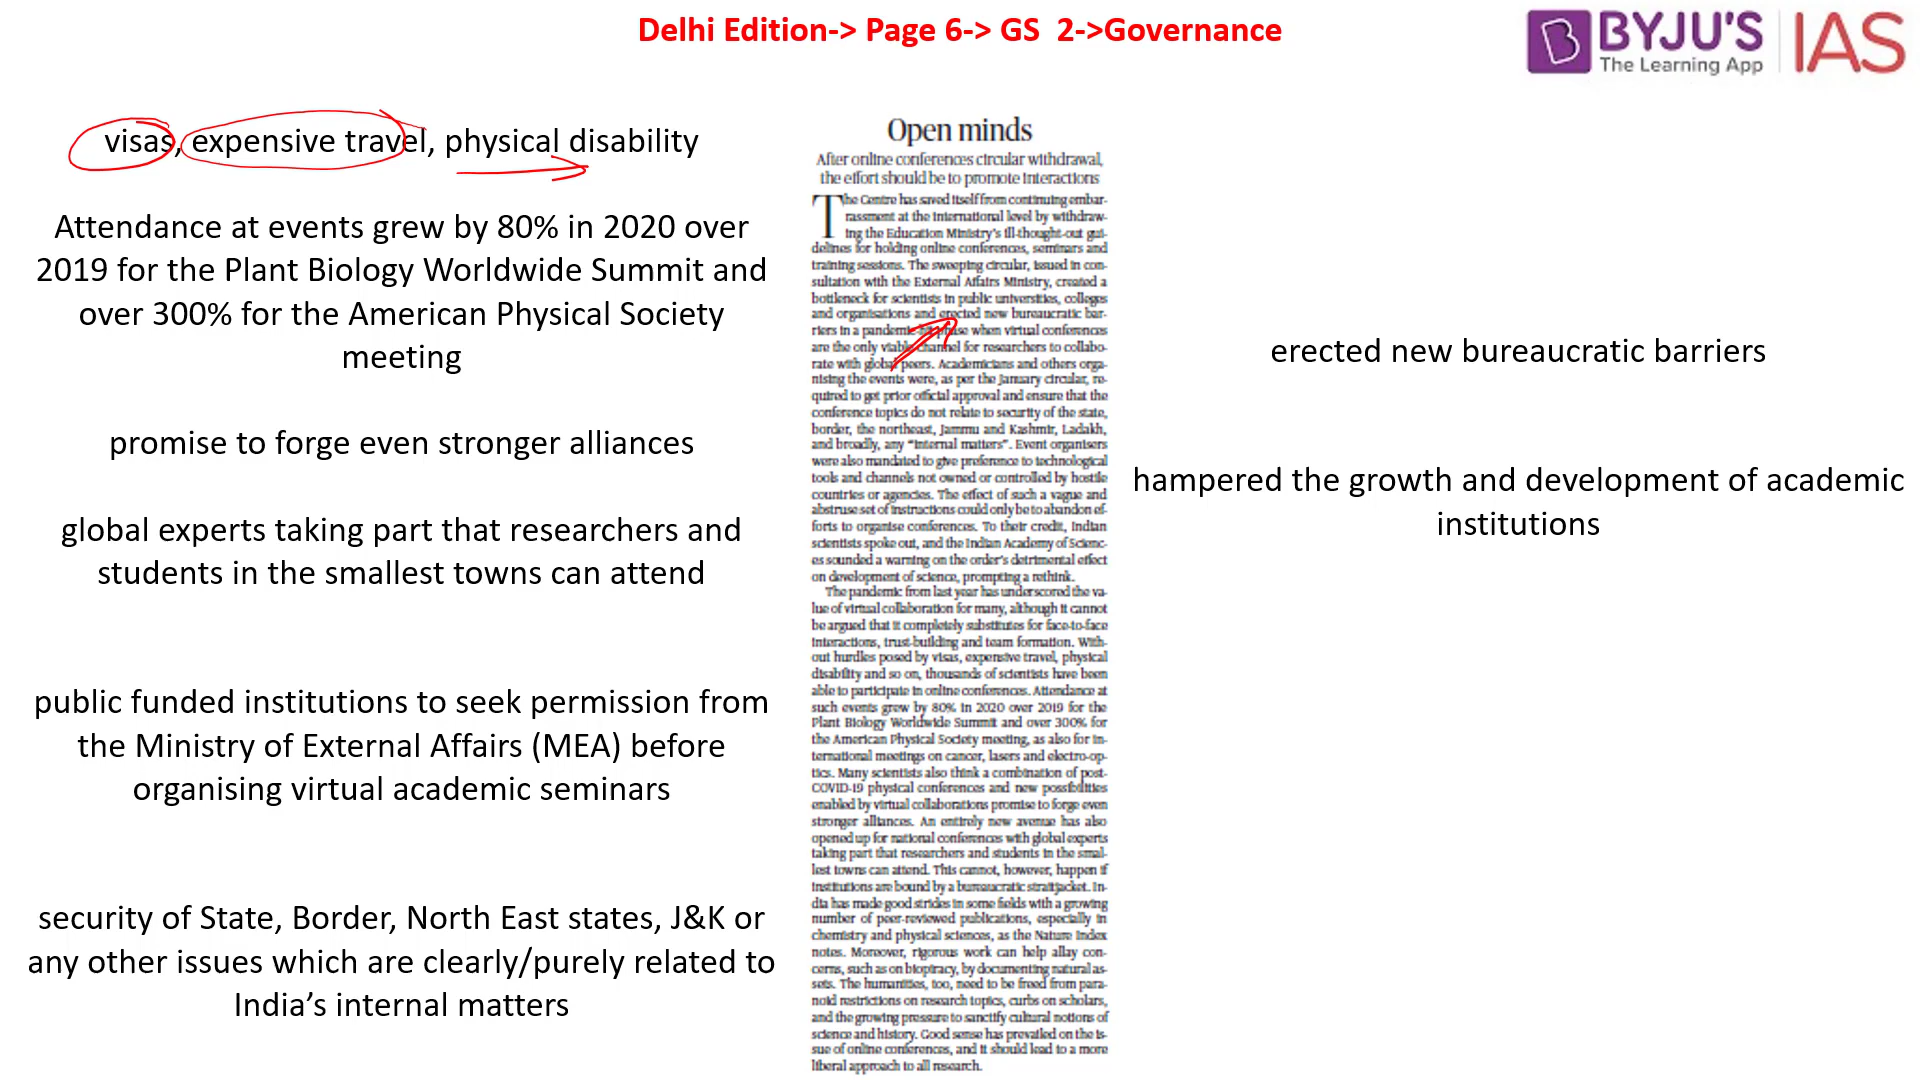 Delhi Edition-> Page 6-> GS  2->Governance
BYJU'S
The Learning App
IAS
visas, expensive travel, physical disability
Attendance at events grew by 80% in 2020 over
2019 for the Plant Biology Worldwide Summit and
over 300% for the American Physical Society
meeting
promise to forge even stronger alliances
global experts taking part that researchers and
students in the smallest towns can attend
public funded institutions to seek permission from
the Ministry of External Affairs (MEA) before
organising virtual academic seminars
security of State, Border, North East states, J&K or
any other issues which are clearly/purely related to
India's internal matters
Open minds
After online conferences circular withdrawal,
the effort should be to promote interactions
The Centre has saved itself from continuing embar-
rassment at the international level by withdraw-
ing the Education Ministry's ill-thought-out gui-
delines for holding online conferences, seminars and
training sessions. The sweeping circular, issued in con-
sultation with the External Affairs Ministry, created a
bottleneck for scientists in public universities, colleges
and organisations and erected new bureaucratic bar-
riers in a pandemic-hit phase when virtual conferences
are the only viable channel for researchers to collabo-
rate with global peers. Academicians and others orga-
nising the events were, as per the January circular, re-
quired to get prior official approval and ensure that the
conference topics do not relate to security of the state,
border, the northeast, Jammu and Kashmir, Ladakh,
and broadly, any "internal matters". Event organisers
were also mandated to give preference to technological
tools and channels not owned or controlled by hostile
countries or agencies. The effect of such a vague and
abstruse set of instructions could only be to abandon ef-
forts to organise conferences. To their credit, Indian
scientists spoke out, and the Indian Academy of Scienc-
es sounded a warning on the order's detrimental effect
on development of science, prompting a rethink.
The pandemic from last year has underscored the va-
lue of virtual collaboration for many, although it cannot
be argued that it completely substitutes for face-to-face
interactions, trust-building and team formation. With-
out hurdles posed by visas, expensive travel, physical
disability and so on, thousands of scientists have been
able to participate in online conferences. Attendance at
such events grew by 80% in 2020 over 2019 for the
Plant Biology Worldwide Summit and over 300% for
the American Physical Society meeting, as also for in-
ternational meetings on cancer, lasers and electro-op-
tics. Many scientists also think a combination of post-
COVID-19 physical conferences and new possibilities
enabled by virtual collaborations promise to forge even
stronger alliances. An entirely new avenue has also
opened up for national conferences with global experts
taking part that researchers and students in the smal-
lest towns can attend. This cannot, however, happen if
institutions are bound by a bureaucratic straitjacket. In-
dia has made good strides in some fields with a growing
number of peer-reviewed publications, especially in
chemistry and physical sciences, as the Nature Index
notes. Moreover, rigorous work can help allay con-
cerns, such as on biopiracy, by documenting natural as-
sets. The humanities, too, need to be freed from para-
noid restrictions on research topics, curbs on scholars,
and the growing pressure to sanctify cultural notions of
science and history. Good sense has prevailed on the is-
sue of online conferences, and it should lead to a more
liberal approach to all research.
erected new bureaucratic barriers
hampered the growth and development of academic
institutions